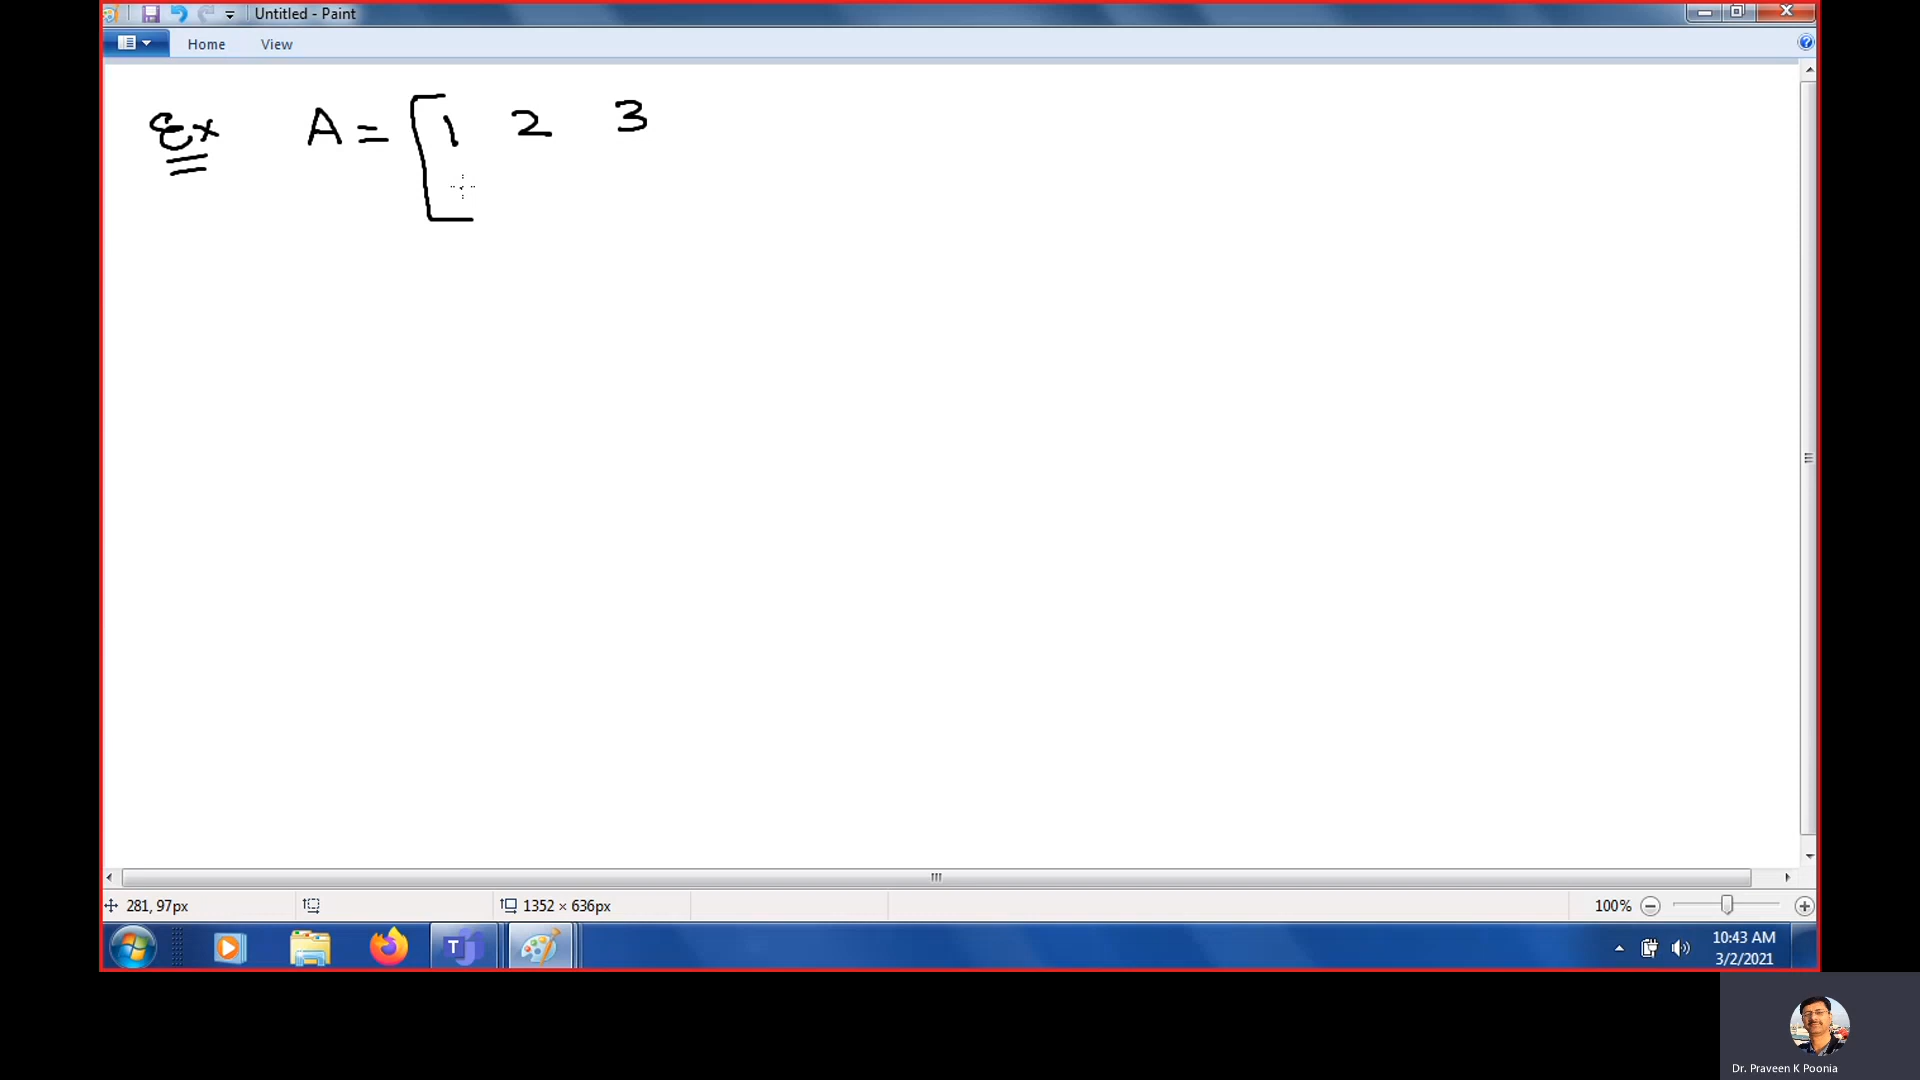 Untitled - Paint
Home View
Ex A = [ 1 2 3
281, 97px
1352 × 636px
100%
T
10:43 AM
3/2/2021
Dr. Praveen K Poonia